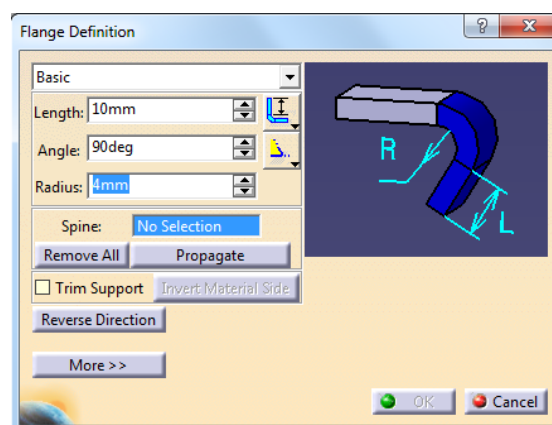 Flange Definition
Basic
Length: 10mm
Angle: 90deg
Radius: 4mm
R
L
Spine: No Selection
Remove All Propagate
Trim Support Invert Material Side
Reverse Direction
More >>
OK Cancel